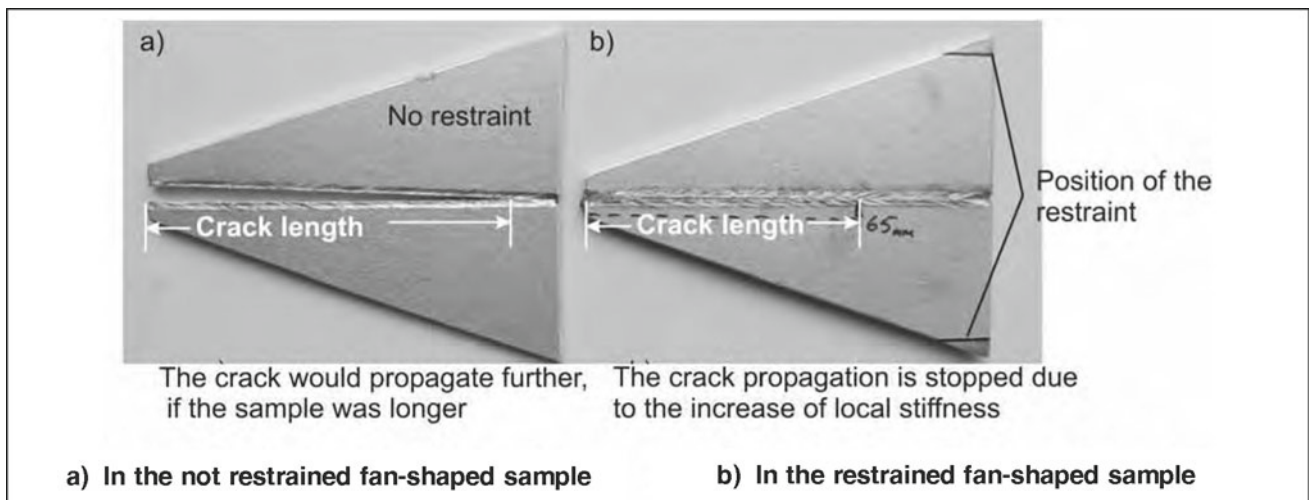 a)
No restraint
Crack length
b)
Crack length
65mm
Position of the
restraint
The crack would propagate further,
if the sample was longer
The crack propagation is stopped due
to the increase of local stiffness
a) In the not restrained fan-shaped sample
b) In the restrained fan-shaped sample